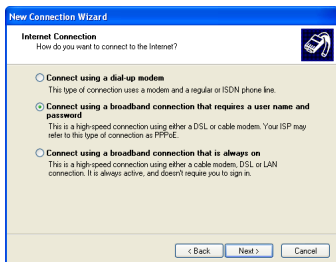 New Connection Wizard
Internet Connection
How do you want to connect to the Internet?
Connect using a dial-up modem
This type of connection uses a modem and a regular or ISDN phone line.
Connect using a broadband connection that requires a user name and
password
This is a high-speed connection using either a DSL or cable modem. Your ISP may
refer to this type of connection as PPPoE.
Connect using a broadband connection that is always on
This is a high-speed connection using either a cable modem, DSL or LAN
connection. It is always active, and doesn't require you to sign in.
< Back Next > Cancel